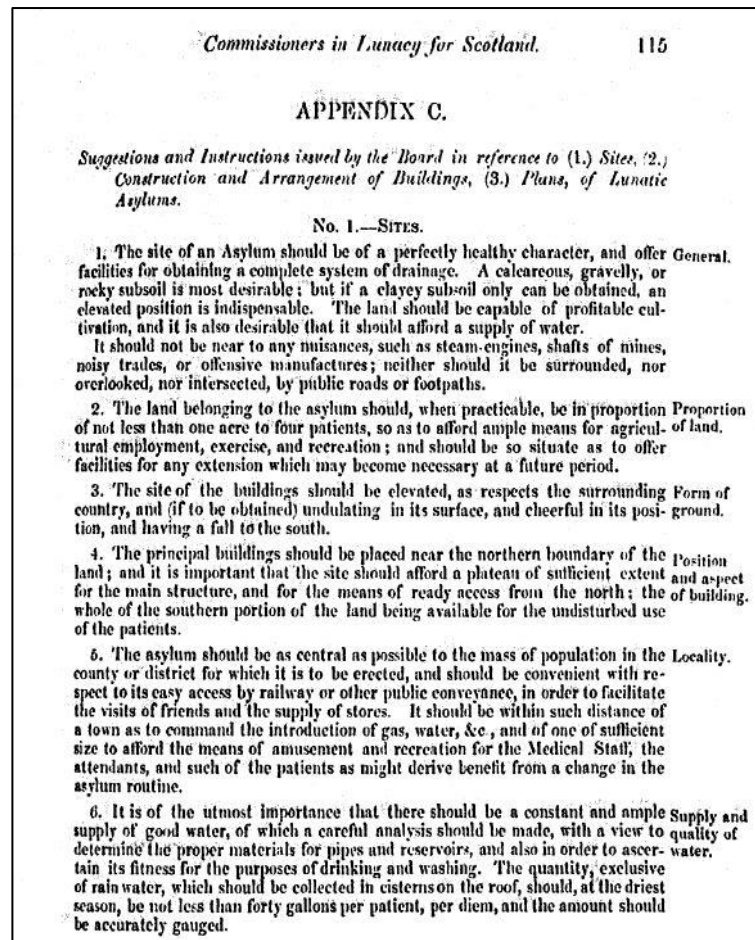 Commissioners in Lunacy for Scotland. 115
APPENDIX C.
Suggestions and Instructions issued by the Board in reference to (1.) Sites, (2.)
Construction and Arrangement of Buildings, (3.) Plans, of Lunatic
Asylums.
No. 1.—SITES.
1. The site of an Asylum should be of a perfectly healthy character, and offer General.
facilities for obtaining a complete system of drainage. A calcareous, gravelly, or
rocky subsoil is most desirable; but if a clayey subsoil only can be obtained, an
elevated position is indispensable. The land should be capable of profitable cul-
tivation, and it is also desirable that it should afford a supply of water.
It should not be near to any nuisances, such as steam-engines, shafts of mines,
noisy trades, or offensive manufactures; neither should it be surrounded, nor
overlooked, nor intersected, by public roads or footpaths.
2. The land belonging to the asylum should, when practicable, be in proportion Proportion
of not less than one acre to four patients, so as to afford ample means for agricul- of land.
tural employment, exercise, and recreation; and should be so situate as to offer
facilities for any extension which may become necessary at a future period.
3. The site of the buildings should be elevated, as respects the surrounding Form of
country, and (if to be obtained) undulating in its surface, and cheerful in its posi- ground.
tion, and having a fall to the south.
4. The principal buildings should be placed near the northern boundary of the Position
land; and it is important that the site should afford a plateau of sufficient extent and aspect
for the main structure, and for the means of ready access from the north; the of building.
whole of the southern portion of the land being available for the undisturbed use
of the patients.
5. The asylum should be as central as possible to the mass of population in the Locality.
county or district for which it is to be erected, and should be convenient with re-
spect to its easy access by railway or other public conveyance, in order to facilitate
the visits of friends and the supply of stores. It should be within such distance of
a town as to command the introduction of gas, water, &c., and of one of sufficient
size to afford the means of amusement and recreation for the Medical Staff, the
attendants, and such of the patients as might derive benefit from a change in the
asylum routine.
6. It is of the utmost importance that there should be a constant and ample Supply and
supply of good water, of which a careful analysis should be made, with a view to quality of
determine the proper materials for pipes and reservoirs, and also in order to ascer- water.
tain its fitness for the purposes of drinking and washing. The quantity, exclusive
of rain water, which should be collected in cisterns on the roof, should, at the driest
season, be not less than forty gallons per patient, per diem, and the amount should
be accurately gauged.